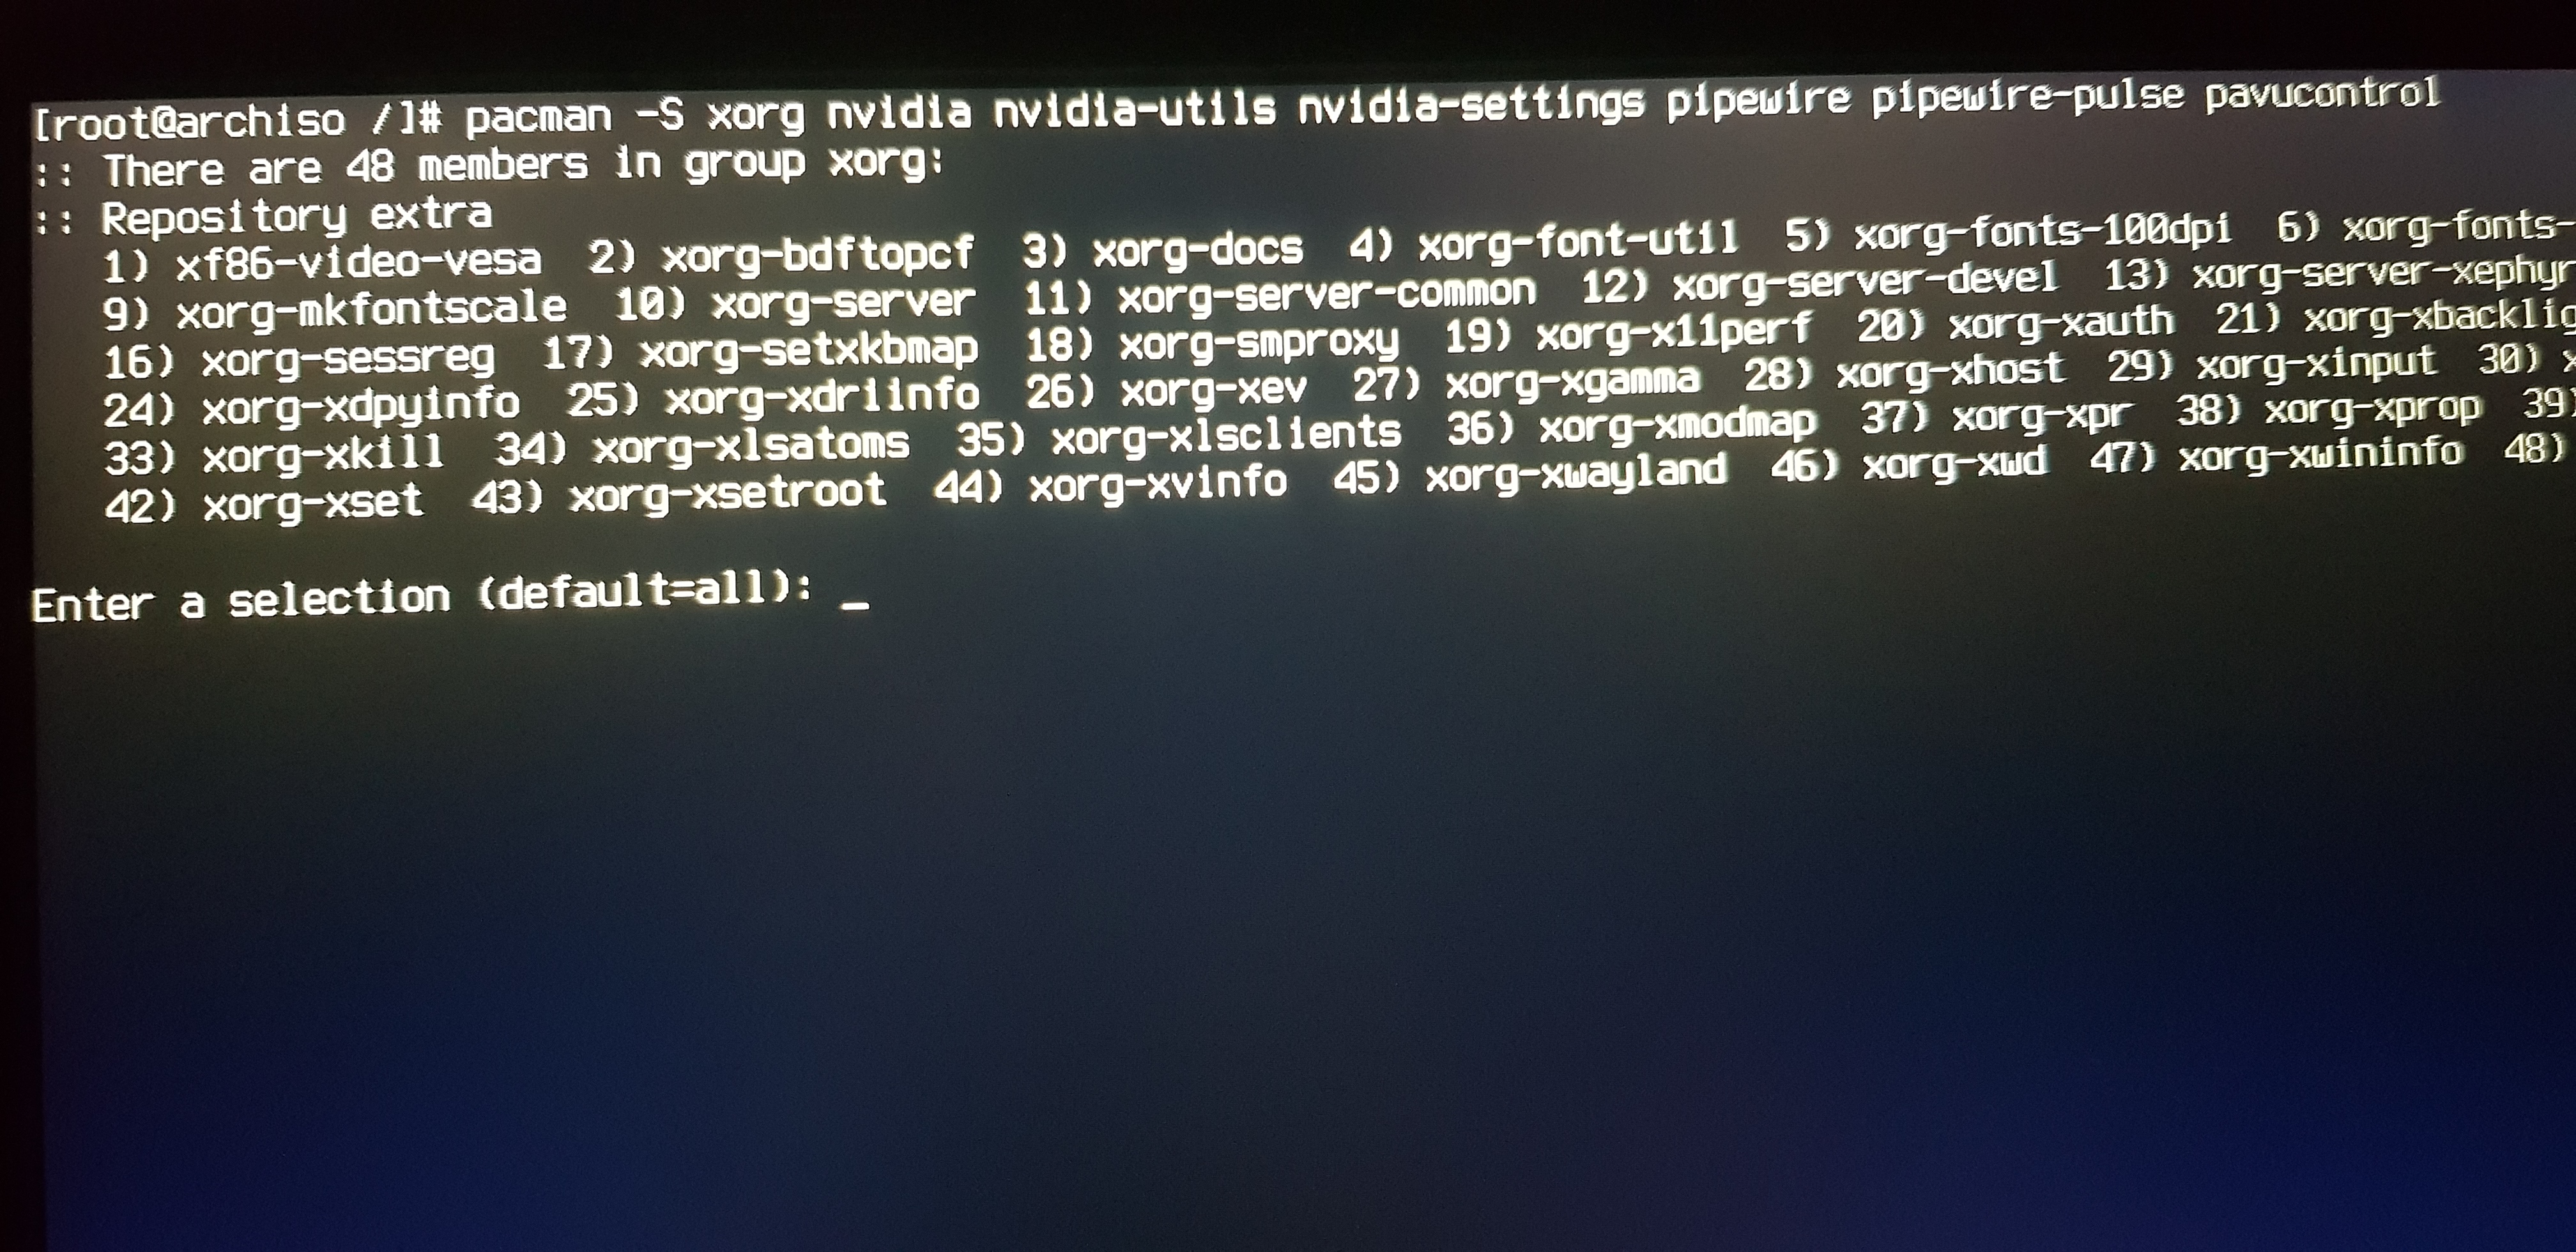 [root@archiso /]# pacman -S xorg nvidia nvidia-utils nvidia-settings pipewire pipewire-pulse pavucontrol
:: There are 48 members in group xorg:
:: Repository extra
1) xf86-video-vesa 2) xorg-bdftopcf 3) xorg-docs 4) xorg-font-util 5) xorg-fonts-100dpi 6) xorg-fonts-
9) xorg-mkfontscale 10) xorg-server 11) xorg-server-common 12) xorg-server-devel 13) xorg-server-xephyr
16) xorg-sessreg 17) xorg-setxkbmap 18) xorg-smproxy 19) xorg-x11perf 20) xorg-xauth 21) xorg-xbacklig
24) xorg-xdpyinfo 25) xorg-xdriinfo 26) xorg-xev 27) xorg-xgamma 28) xorg-xhost 29) xorg-xinput 30)
33) xorg-xkill 34) xorg-xlsatoms 35) xorg-xlsclients 36) xorg-xmodmap 37) xorg-xpr 38) xorg-xprop 39)
42) xorg-xset 43) xorg-xsetroot 44) xorg-xvinfo 45) xorg-xwayland 46) xorg-xwd 47) xorg-xwininfo 48)
Enter a selection (default=all): _